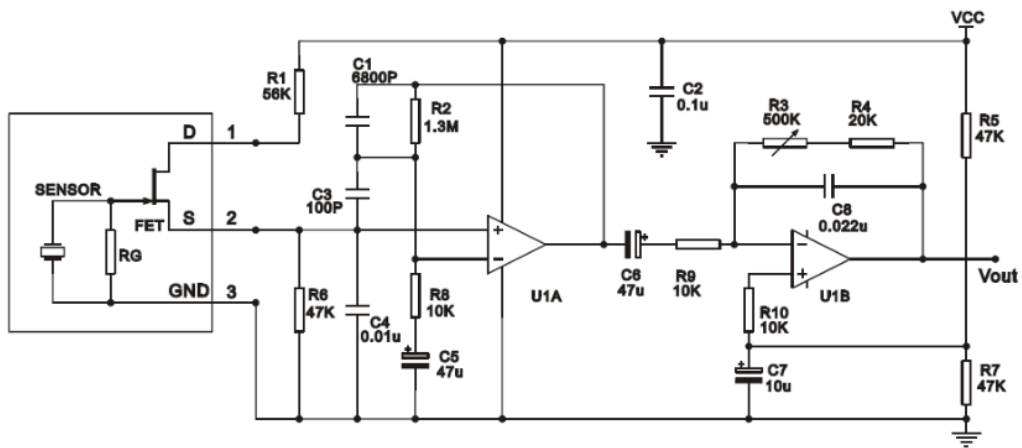 VCC
R1
56K
C1
6800P
R2
1.3M
C2
0.1u
R3
500K
R4
20K
R5
47K
D
1
SENSOR
FET
C3
100P
S
2
C8
0.022u
RG
+
−
+
C6
47u
R9
10K
−
+
Vout
GND
3
R6
47K
C4
0.01u
R8
10K
U1A
U1B
R10
10K
+
C5
47u
+
C7
10u
R7
47K